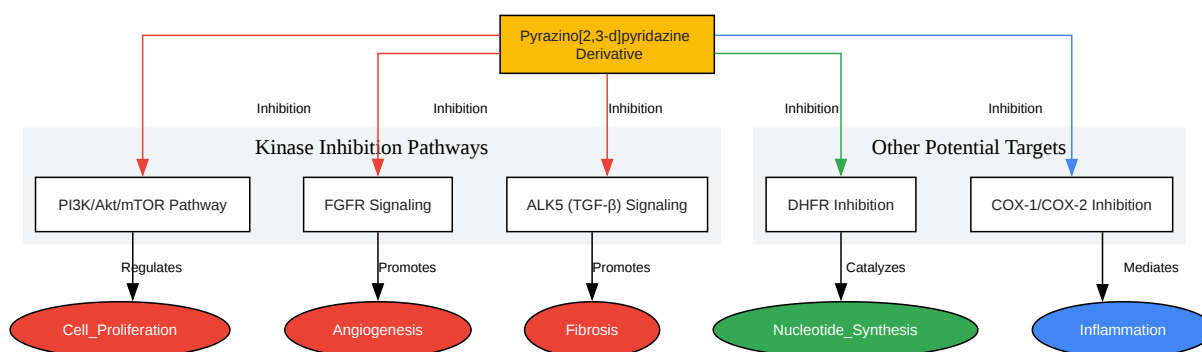 Pyrazino[2,3-d]pyridazine
Derivative
Inhibition
Inhibition
Inhibition
Inhibition
Inhibition
Kinase Inhibition Pathways
Other Potential Targets
PI3K/Akt/mTOR Pathway
FGFR Signaling
ALK5 (TGF-β) Signaling
DHFR Inhibition
COX-1/COX-2 Inhibition
Regulates
Promotes
Promotes
Catalyzes
Mediates
Cell_Proliferation
Angiogenesis
Fibrosis
Nucleotide_Synthesis
Inflammation